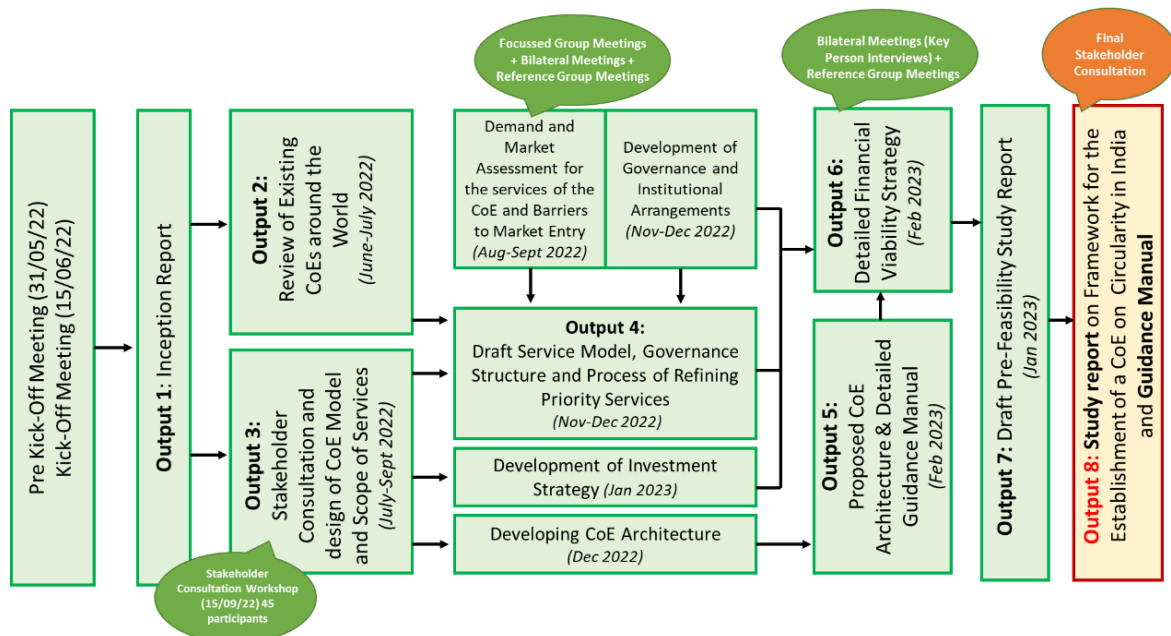 Pre Kick-Off Meeting (31/05/22)
Kick-Off Meeting (15/06/22)
Output 1: Inception Report
Output 2:
Review of Existing
CoEs around the
World
(June-July 2022)
Output 3:
Stakeholder
Consultation and
design of CoE Model
and Scope of Services
(July-Sept 2022)
Stakeholder
Consultation Workshop
(15/09/22) 45
participants
Focussed Group Meetings
+ Bilateral Meetings +
Reference Group Meetings
Demand and
Market
Assessment for
the services of the
CoE and Barriers
to Market Entry
(Aug-Sept 2022)
Development of
Governance and
Institutional
Arrangements
(Nov-Dec 2022)
Output 4:
Draft Service Model, Governance
Structure and Process of Refining
Priority Services
(Nov-Dec 2022)
Development of Investment
Strategy (Jan 2023)
Developing CoE Architecture
(Dec 2022)
Bilateral Meetings (Key
Person Interviews) +
Reference Group Meetings
Output 6:
Detailed Financial
Viability Strategy
(Feb 2023)
Output 5:
Proposed CoE
Architecture & Detailed
Guidance Manual
(Feb 2023)
Output 7: Draft Pre-Feasibility Study Report
(Jan 2023)
Final
Stakeholder
Consultation
Output 8: Study report on Framework for the
Establishment of a CoE on Circularity in India
and Guidance Manual